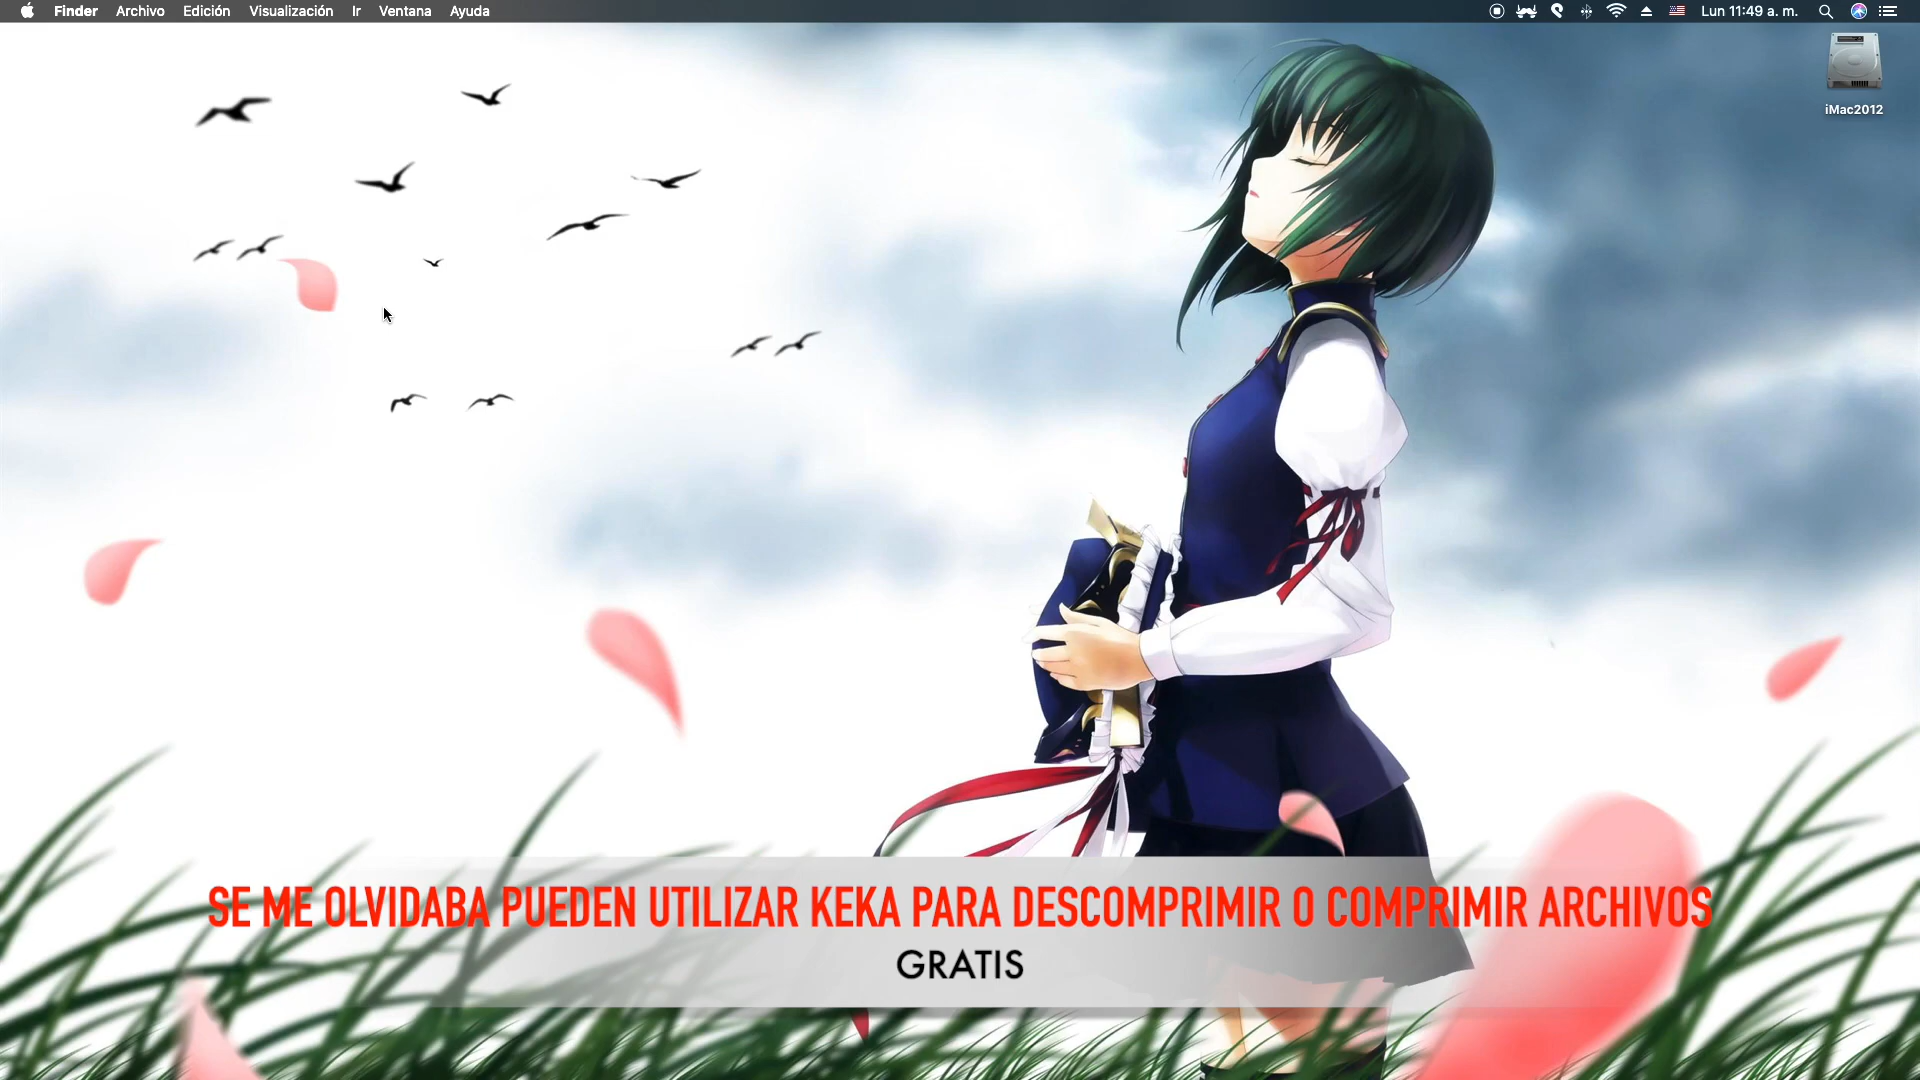 Finder Archivo Edición Visualización Ir Ventana Ayuda Lun 11:49 a. m.
iMac2012
SE ME OLVIDABA PUEDEN UTILIZAR KEKA PARA DESCOMPRIMIR O COMPRIMIR ARCHIVOS
GRATIS